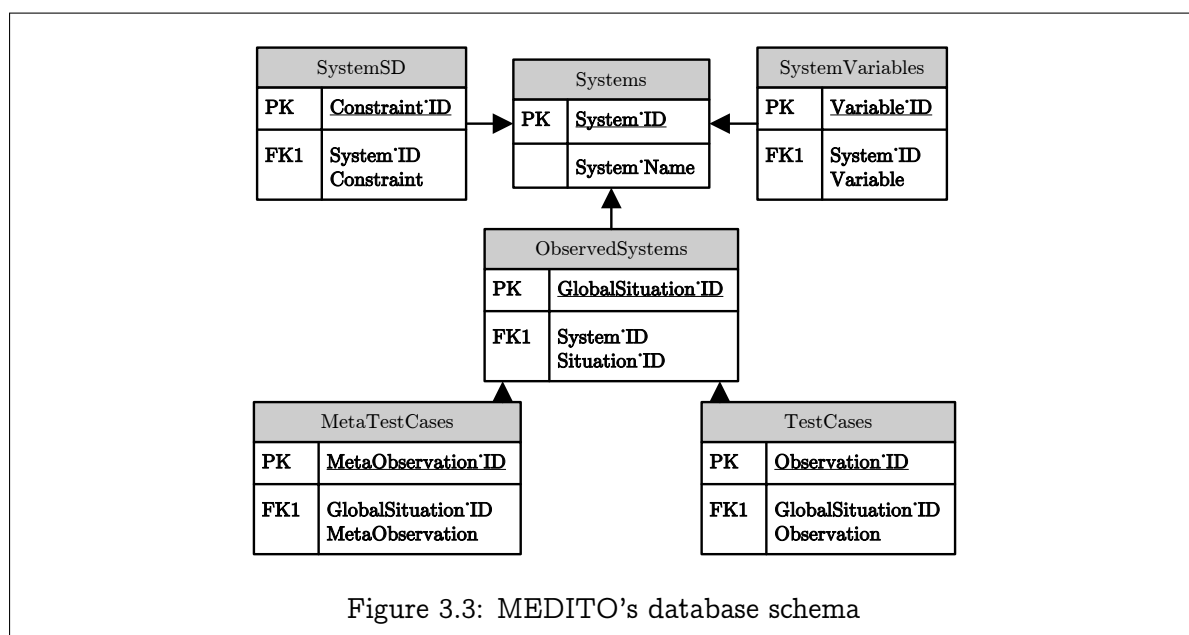 SystemSD
PK Constraint˙ID
FK1 System˙ID
Constraint
Systems
PK System˙ID
System˙Name
SystemVariables
PK Variable˙ID
FK1 System˙ID
Variable
ObservedSystems
PK GlobalSituation˙ID
FK1 System˙ID
Situation˙ID
MetaTestCases
PK MetaObservation˙ID
FK1 GlobalSituation˙ID
MetaObservation
TestCases
PK Observation˙ID
FK1 GlobalSituation˙ID
Observation
Figure 3.3: MEDITO's database schema